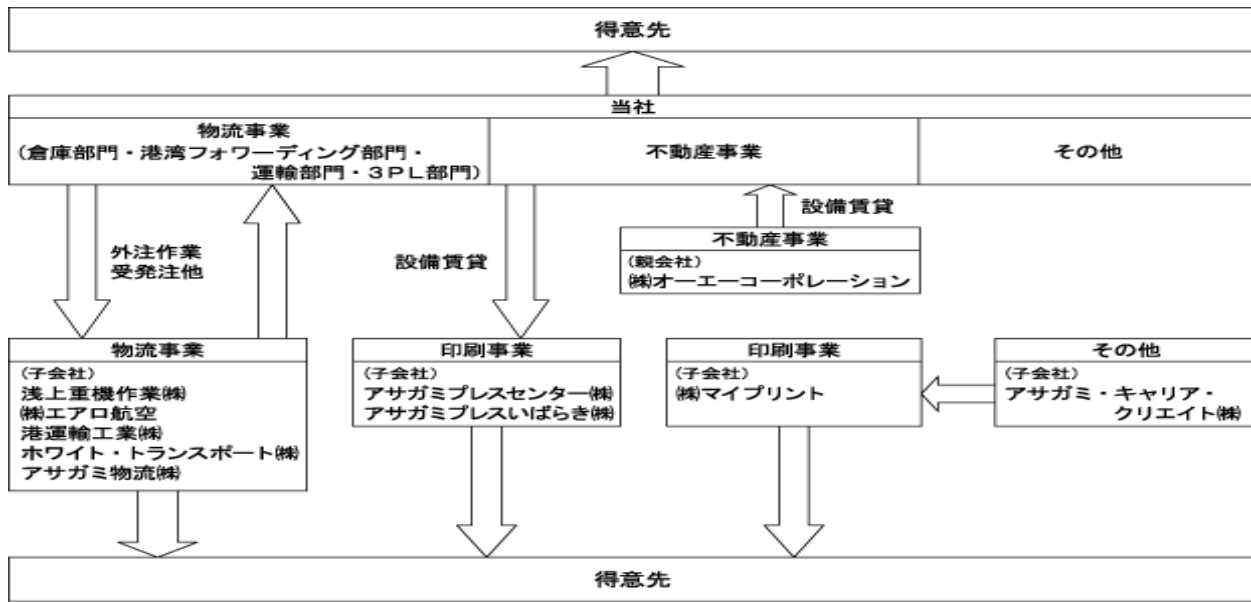 得意先
当社
物流事業
(倉庫部門・港湾フォワーディング部門・
運輸部門・3PL部門)
不動産事業
その他
外注作業
受発注他
設備賃貸
設備賃貸
不動産事業
(親会社)
㈱オーエーコーポレーション
物流事業
(子会社)
浅上重機作業㈱
㈱エアロ航空
港運輸工業㈱
ホワイト・トランスポート㈱
アサガミ物流㈱
印刷事業
(子会社)
アサガミプレスセンター㈱
アサガミプレスいばらき㈱
印刷事業
(子会社)
㈱マイプリント
その他
(子会社)
アサガミ・キャリア・
クリエイト㈱
得意先